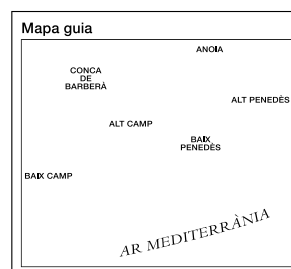 Mapa guia
ANOIA
CONCA
DE
BARBERÀ
ALT PENEDÈS
ALT CAMP
BAIX
PENEDÈS
BAIX CAMP
AR MEDITERRÀNIA